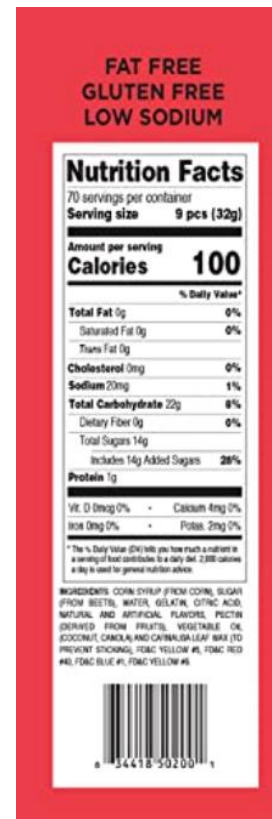 FAT FREE
GLUTEN FREE
LOW SODIUM
Nutrition Facts
70 servings per container
Serving size 9 pcs (32g)
Amount per serving
Calories 100
% Daily Value*
Total Fat 0g 0%
Saturated Fat 0g 0%
Trans Fat 0g
Cholesterol 0mg 0%
Sodium 20mg 1%
Total Carbohydrate 22g 8%
Dietary Fiber 0g 0%
Total Sugars 14g
Includes 14g Added Sugars 28%
Protein 1g
Vit. D 0mcg 0% • Calcium 4mg 0%
Iron 0mg 0% • Potas. 2mg 0%
* The % Daily Value (DV) tells you how much a nutrient in
a serving of food contributes to a daily diet. 2,000 calories
a day is used for general nutrition advice.
INGREDIENTS: CORN SYRUP (FROM CORN), SUGAR
(FROM BEETS), WATER, GELATIN, CITRIC ACID,
NATURAL AND ARTIFICIAL FLAVORS, PECTIN
(DERIVED FROM FRUITS), VEGETABLE OIL
(COCONUT, CANOLA) AND CARNAUBA LEAF WAX (TO
PREVENT STICKING), FD&C YELLOW #5, FD&C RED
#40, FD&C BLUE #1, FD&C YELLOW #6
8 34418 50200 1